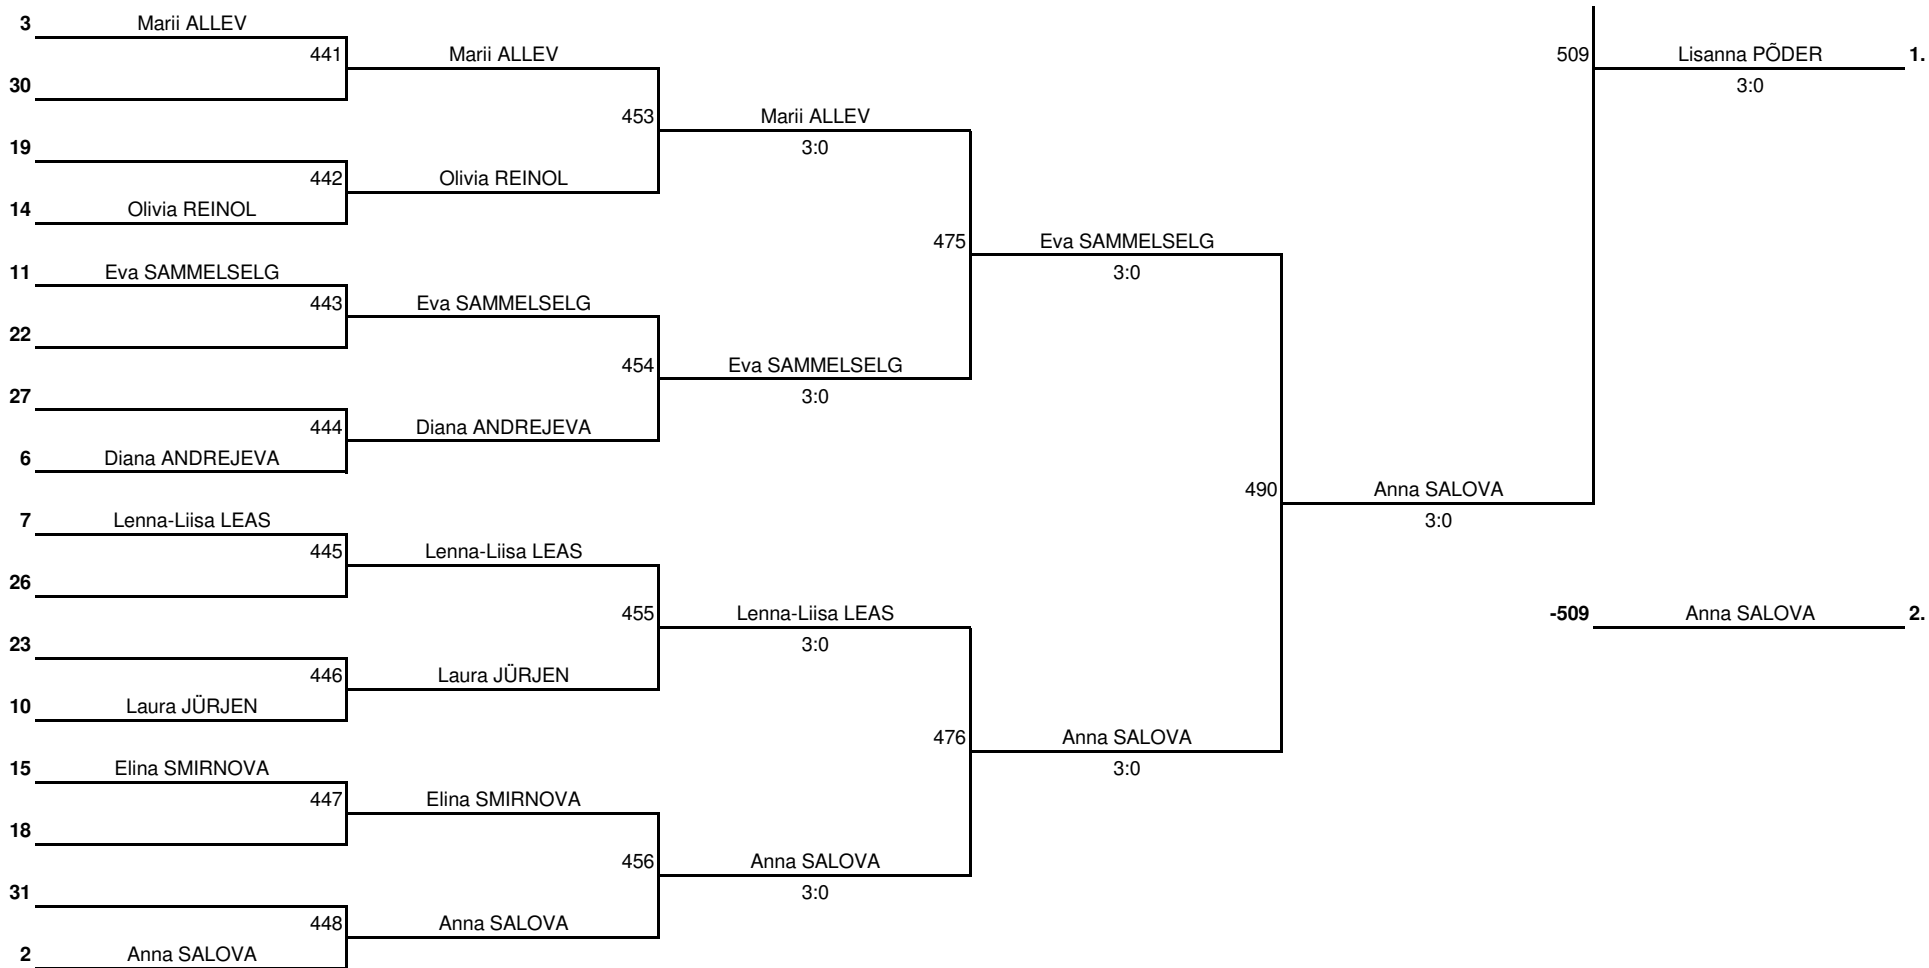 3 Marii ALLEV
441 Marii ALLEV 509 Lisanna PÕDER 1.
30 3:0
453 Marii ALLEV
19 3:0
442 Olivia REINOL
14 Olivia REINOL
475 Eva SAMMELSELG
11 Eva SAMMELSELG 3:0
443 Eva SAMMELSELG
22
454 Eva SAMMELSELG
27 3:0
444 Diana ANDREJEVA
6 Diana ANDREJEVA
490 Anna SALOVA
7 Lenna-Liisa LEAS 3:0
445 Lenna-Liisa LEAS
26
455 Lenna-Liisa LEAS -509 Anna SALOVA 2.
23 3:0
446 Laura JÜRJEN
10 Laura JÜRJEN
476 Anna SALOVA
15 Elina SMIRNOVA 3:0
447 Elina SMIRNOVA
18
456 Anna SALOVA
31 3:0
448 Anna SALOVA
2 Anna SALOVA